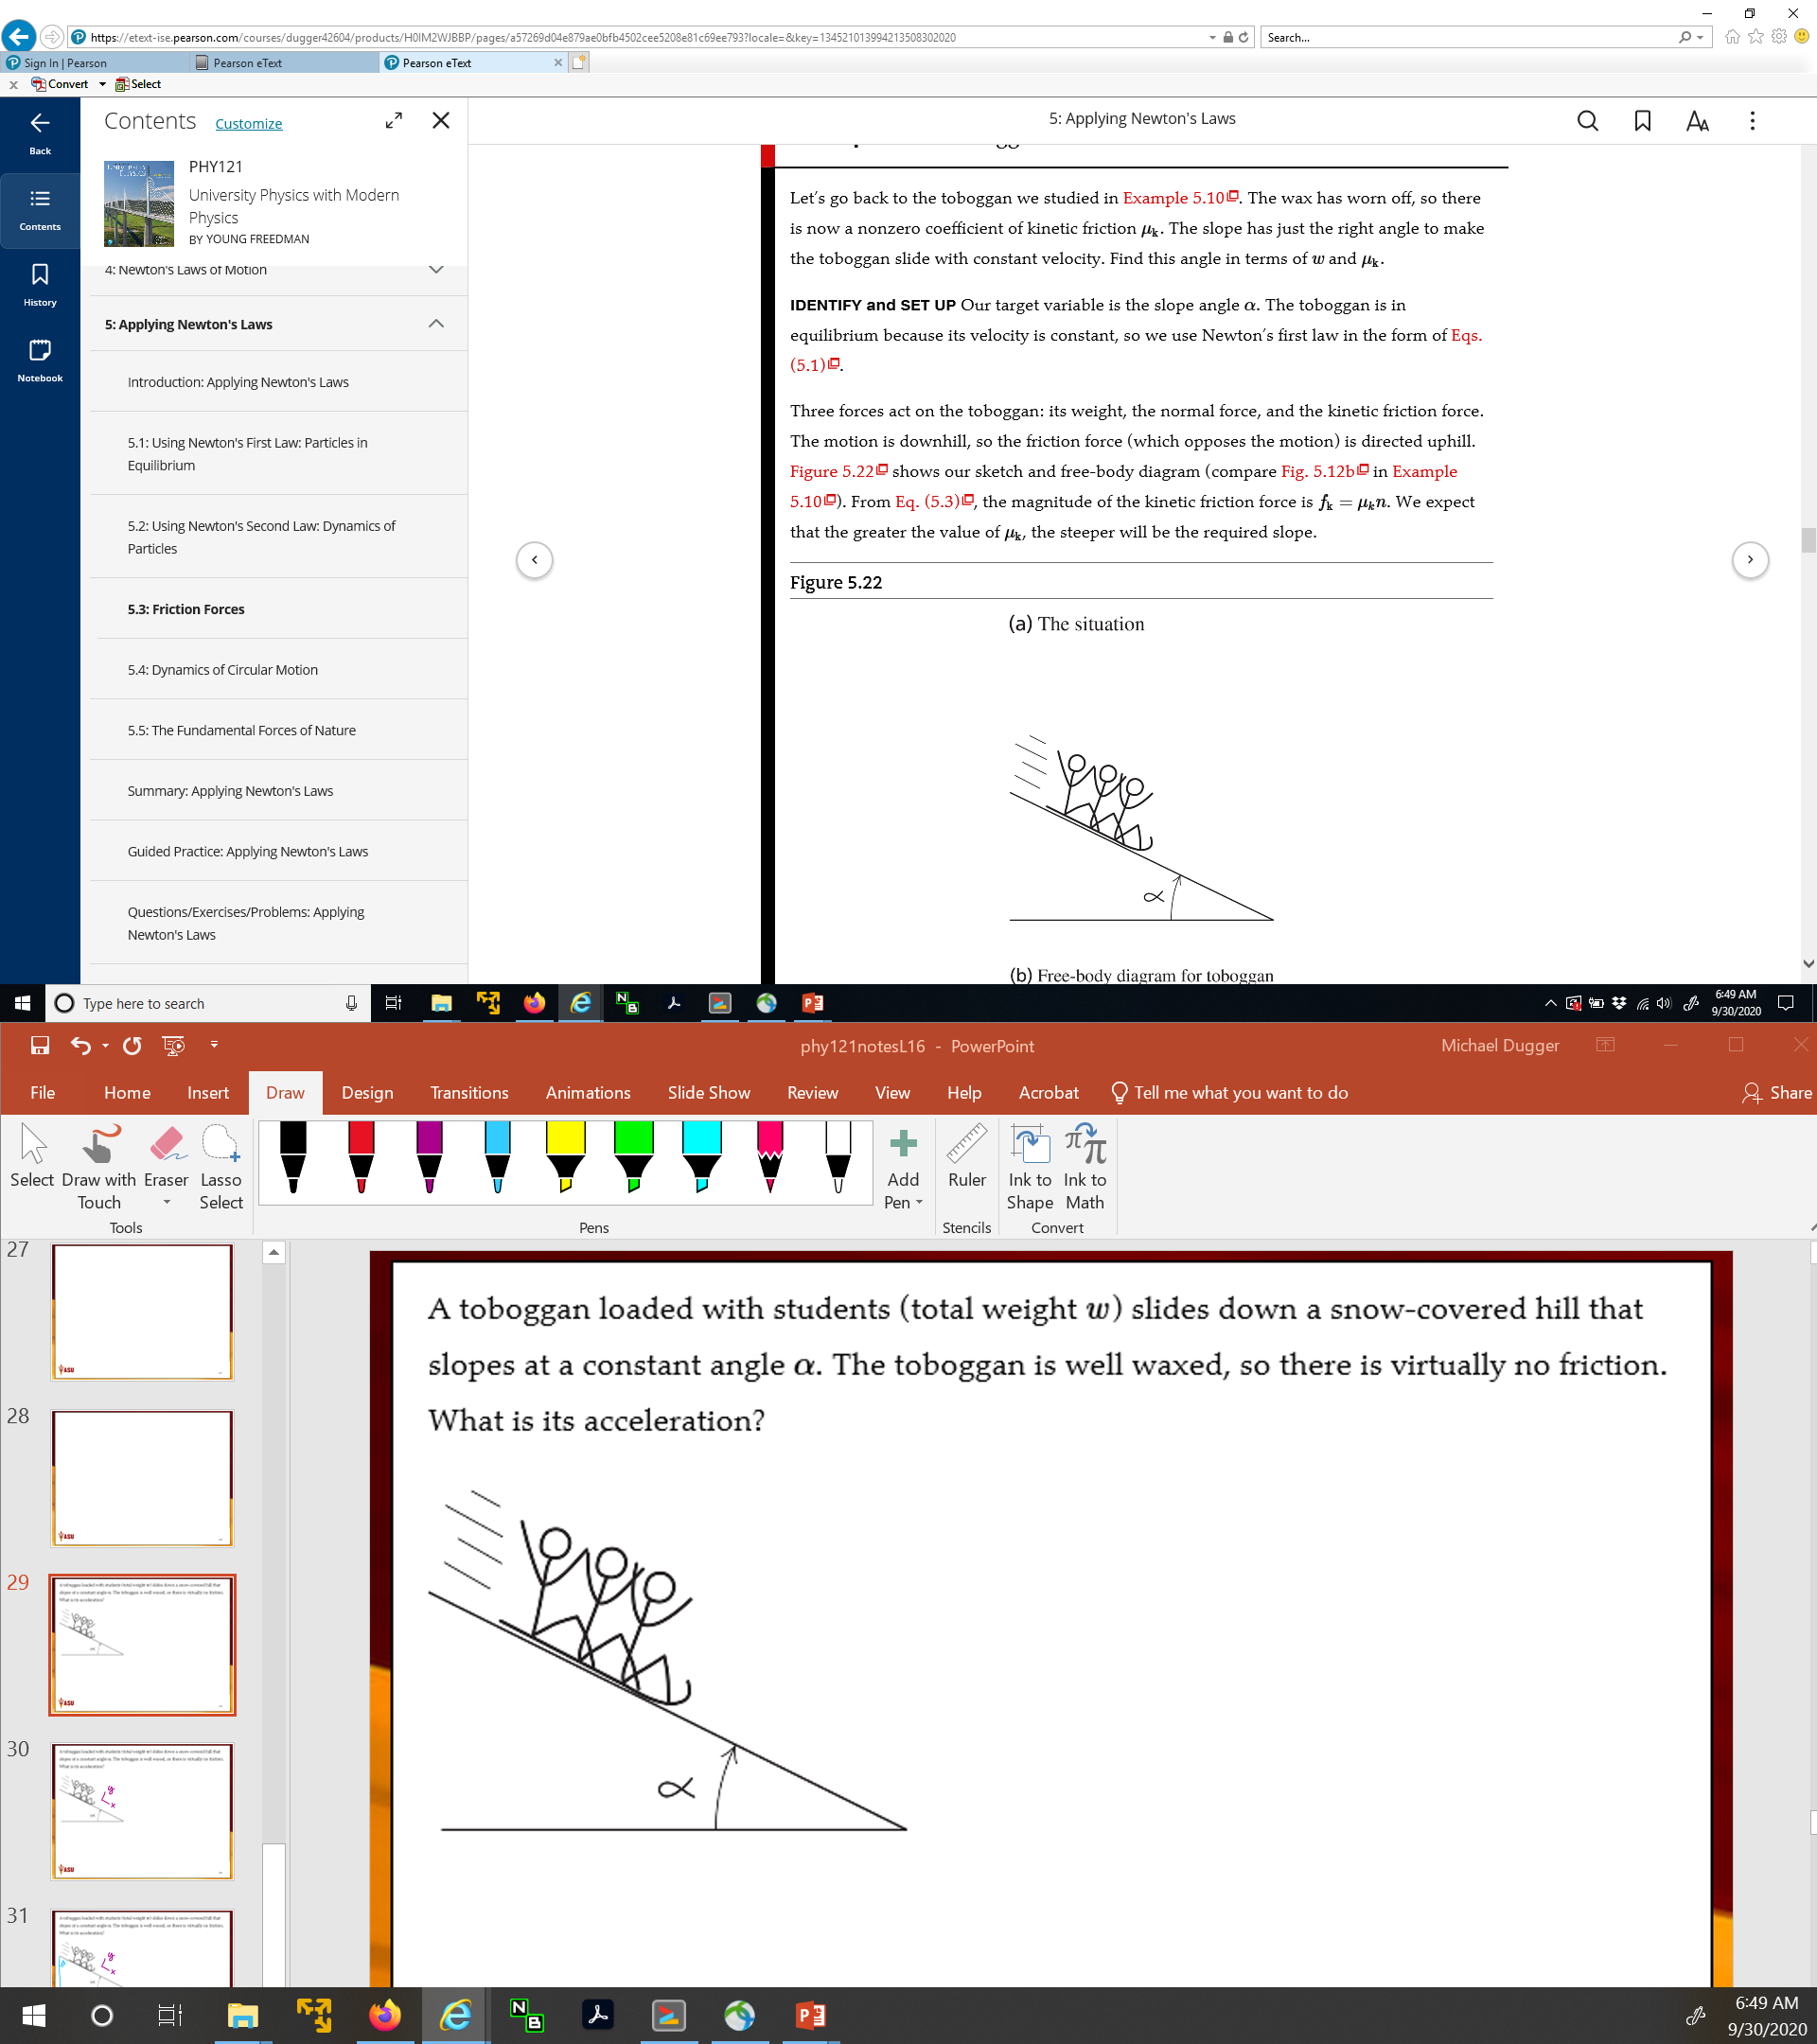 https://etext-ise.pearson.com/courses/dugger42604/products/H0IM2WJBBP/pages/a57269d04e879ae0bfb4502cee5208e81c69ee793?locale=&key=13452101399421350830202​0
Search...
Sign In | Pearson
Pearson eText
Pearson eText
x Convert Select
Back
Contents
History
Notebook
Contents Customize
PHY121
University Physics with Modern
Physics
BY YOUNG FREEDMAN
4: Newton's Laws of Motion
5: Applying Newton's Laws
Introduction: Applying Newton's Laws
5.1: Using Newton's First Law: Particles in
Equilibrium
5.2: Using Newton's Second Law: Dynamics of
Particles
5.3: Friction Forces
5.4: Dynamics of Circular Motion
5.5: The Fundamental Forces of Nature
Summary: Applying Newton's Laws
Guided Practice: Applying Newton's Laws
Questions/Exercises/Problems: Applying
Newton's Laws
5: Applying Newton's Laws
Let's go back to the toboggan we studied in Example 5.10. The wax has worn off, so there
is now a nonzero coefficient of kinetic friction μk. The slope has just the right angle to make
the toboggan slide with constant velocity. Find this angle in terms of w and μk.
IDENTIFY and SET UP Our target variable is the slope angle α. The toboggan is in
equilibrium because its velocity is constant, so we use Newton's first law in the form of Eqs.
(5.1).
Three forces act on the toboggan: its weight, the normal force, and the kinetic friction force.
The motion is downhill, so the friction force (which opposes the motion) is directed uphill.
Figure 5.22 shows our sketch and free-body diagram (compare Fig. 5.12b in Example
5.10). From Eq. (5.3), the magnitude of the kinetic friction force is fk = μkn. We expect
that the greater the value of μk, the steeper will be the required slope.
Figure 5.22
(a) The situation
α
(b) Free-body diagram for toboggan
Type here to search
6:49 AM
9/30/2020
phy121notesL16 - PowerPoint
Michael Dugger
File Home Insert Draw Design Transitions Animations Slide Show Review View Help Acrobat Tell me what you want to do Share
Select Draw with Touch Eraser Lasso Select
Add Pen
Ruler
Ink to Shape Ink to Math
Tools Pens Stencils Convert
27
ASU
28
ASU
29
ASU
30
y
x
ASU
31
y
x
A toboggan loaded with students (total weight w) slides down a snow-covered hill that
slopes at a constant angle α. The toboggan is well waxed, so there is virtually no friction.
What is its acceleration?
α
6:49 AM
9/30/2020